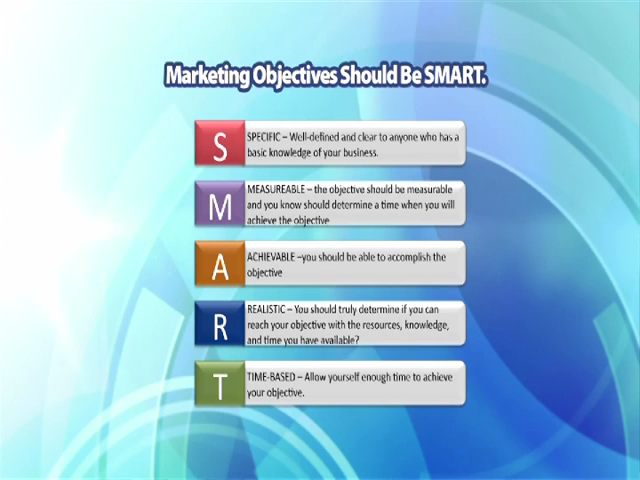 Marketing Objectives Should Be SMART.
S
SPECIFIC – Well-defined and clear to anyone who has a
basic knowledge of your business.
M
MEASUREABLE – the objective should be measurable
and you know should determine a time when you will
achieve the objective
A
ACHIEVABLE –you should be able to accomplish the
objective
R
REALISTIC – You should truly determine if you can
reach your objective with the resources, knowledge,
and time you have available?
T
TIME-BASED – Allow yourself enough time to achieve
your objective.